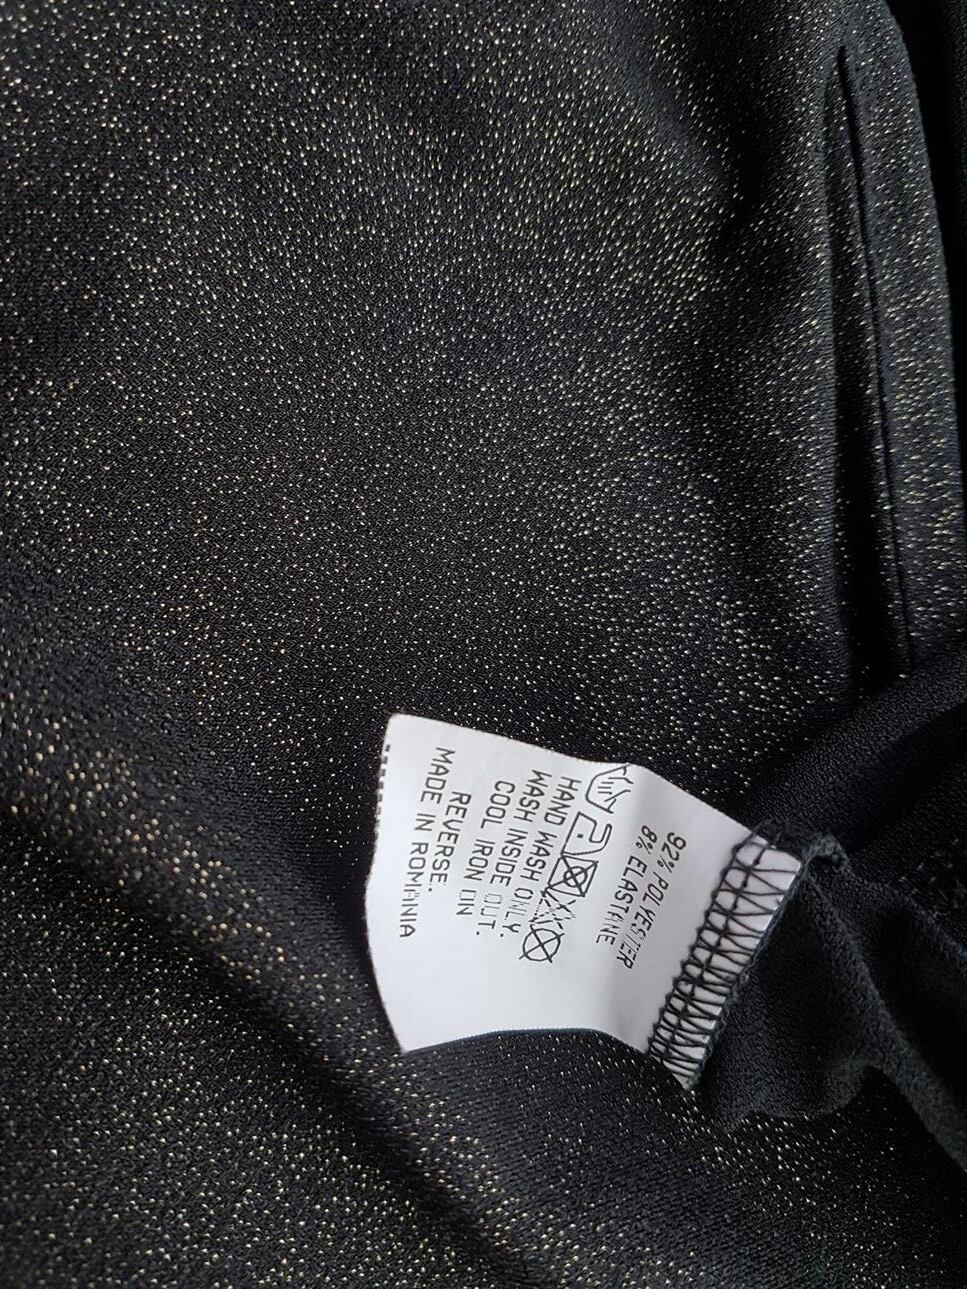 92% POLYESTER
8% ELASTANE
HAND WASH ONLY.
WASH INSIDE OUT.
COOL IRON ON
REVERSE.
MADE IN ROMANIA